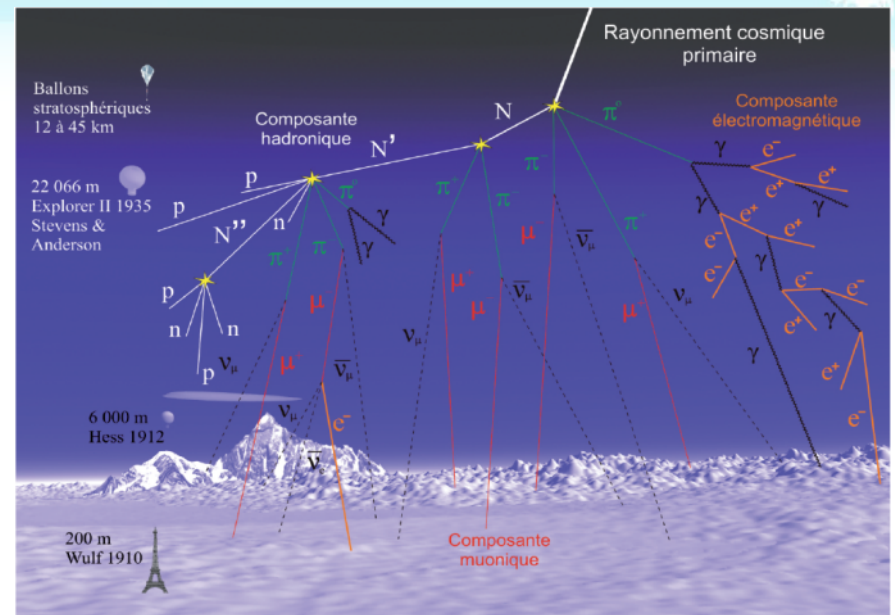 Rayonnement cosmique
primaire
Ballons
stratosphériques
12 à 45 km
Composante
hadronique
N
π°
Composante
électromagnétique
N'
γ
e⁻
e⁺
e⁺
γ
22 066 m
Explorer II 1935
Stevens &
Anderson
p
p
N''
n
π°
γ
γ
π⁺
π⁻
π⁻
π⁺
γ
e⁻
e⁺
e⁻
γ
e⁻
e⁻
e⁺
γ
π⁺
π
μ⁻
ν̅μ
p
n
n
p
νμ
μ
μ⁺
μ
ν̅μ
νμ
μ⁺
νμ
μ⁺
ν̅μ
νμ
e⁻
ν̅
γ
e⁺
e⁻
6 000 m
Hess 1912
200 m
Wulf 1910
Composante
muonique